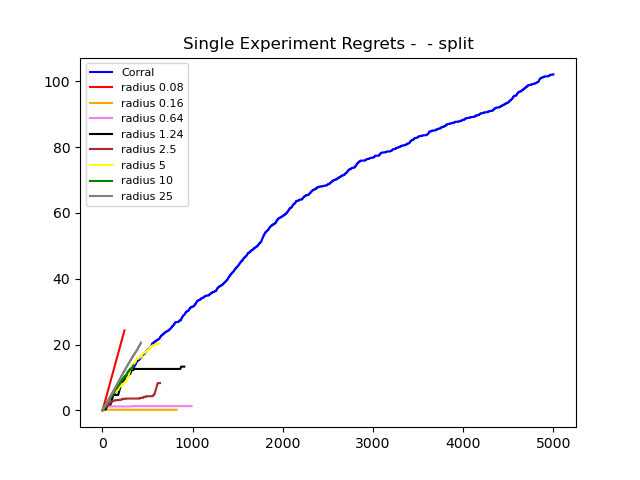 Single Experiment Regrets -  - split
Corral
radius 0.08
radius 0.16
radius 0.64
radius 1.24
radius 2.5
radius 5
radius 10
radius 25
100
80
60
40
20
0
0 1000 2000 3000 4000 5000